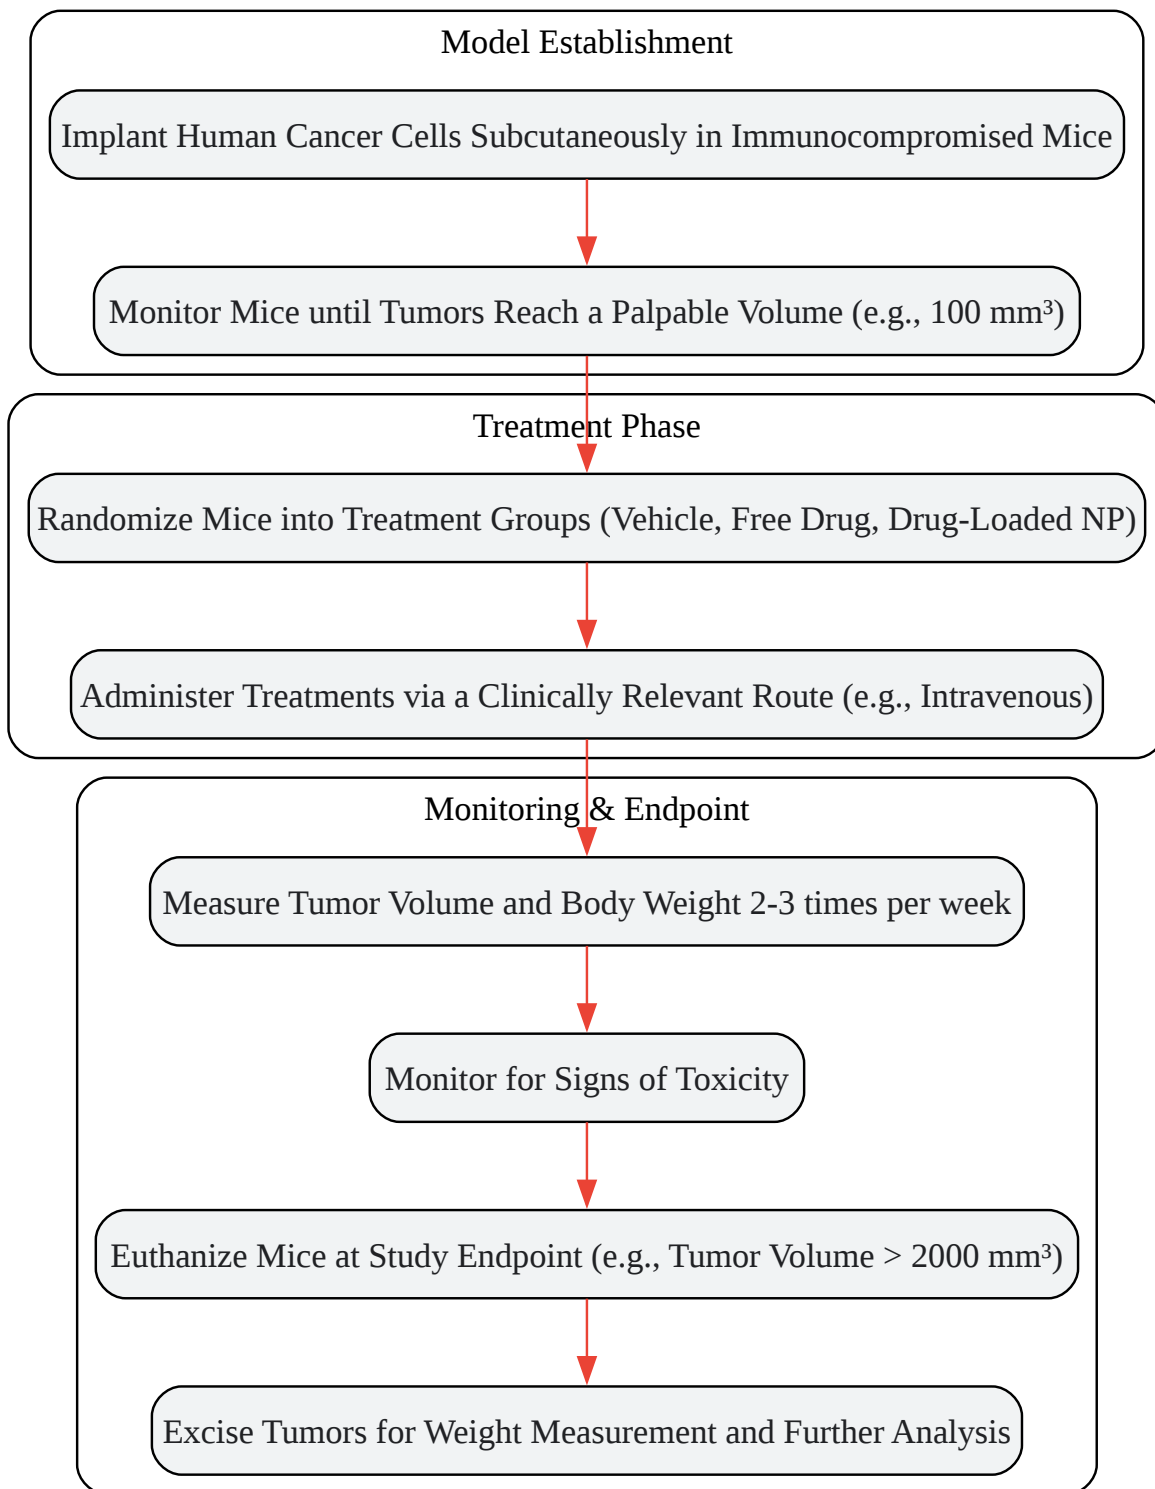 Model Establishment
Implant Human Cancer Cells Subcutaneously in Immunocompromised Mice
Monitor Mice until Tumors Reach a Palpable Volume (e.g., 100 mm³)
Treatment Phase
Randomize Mice into Treatment Groups (Vehicle, Free Drug, Drug-Loaded NP)
Administer Treatments via a Clinically Relevant Route (e.g., Intravenous)
Monitoring & Endpoint
Measure Tumor Volume and Body Weight 2-3 times per week
Monitor for Signs of Toxicity
Euthanize Mice at Study Endpoint (e.g., Tumor Volume > 2000 mm³)
Excise Tumors for Weight Measurement and Further Analysis